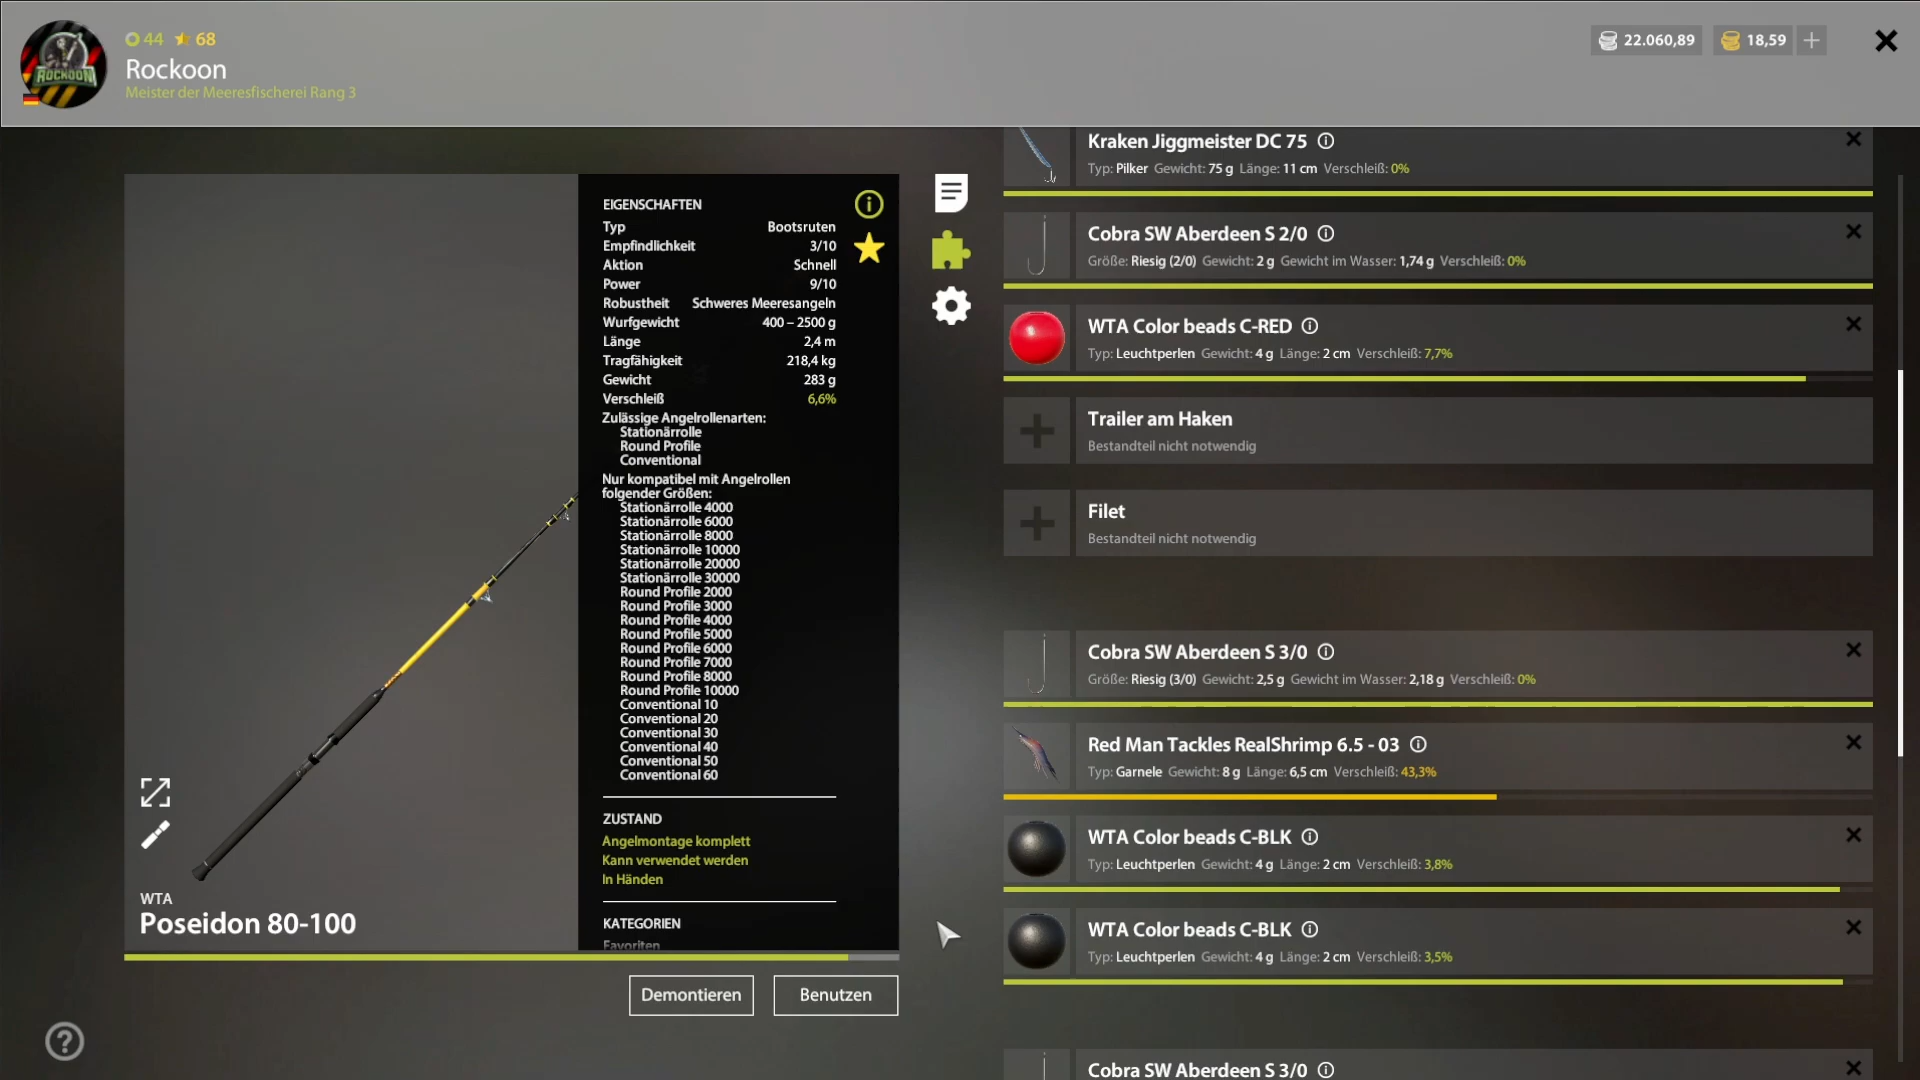 44 68
Rockoon
Meister der Meeresfischerei Rang 3
22.060,89
18,59
ROCKOON
EIGENSCHAFTEN
Typ Bootsruten
Empfindlichkeit 3/10
Aktion Schnell
Power 9/10
Robustheit Schweres Meeresangeln
Wurfgewicht 400 – 2500 g
Länge 2,4 m
Tragfähigkeit 218,4 kg
Gewicht 283 g
Verschleiß 6,6%
Zulässige Angelrollenarten:
Stationärrolle
Round Profile
Conventional
Nur kompatibel mit Angelrollen
folgender Größen:
Stationärrolle 4000
Stationärrolle 6000
Stationärrolle 8000
Stationärrolle 10000
Stationärrolle 20000
Stationärrolle 30000
Round Profile 2000
Round Profile 3000
Round Profile 4000
Round Profile 5000
Round Profile 6000
Round Profile 7000
Round Profile 8000
Round Profile 10000
Conventional 10
Conventional 20
Conventional 30
Conventional 40
Conventional 50
Conventional 60
ZUSTAND
Angelmontage komplett
Kann verwendet werden
In Händen
KATEGORIEN
Favoriten
WTA
Poseidon 80-100
Demontieren
Benutzen
Kraken Jiggmeister DC 75
Typ: Pilker Gewicht: 75 g Länge: 11 cm Verschleiß: 0%
Cobra SW Aberdeen S 2/0
Größe: Riesig (2/0) Gewicht: 2 g Gewicht im Wasser: 1,74 g Verschleiß: 0%
WTA Color beads C-RED
Typ: Leuchtperlen Gewicht: 4 g Länge: 2 cm Verschleiß: 7,7%
Trailer am Haken
Bestandteil nicht notwendig
Filet
Bestandteil nicht notwendig
Cobra SW Aberdeen S 3/0
Größe: Riesig (3/0) Gewicht: 2,5 g Gewicht im Wasser: 2,18 g Verschleiß: 0%
Red Man Tackles RealShrimp 6.5 - 03
Typ: Garnele Gewicht: 8 g Länge: 6,5 cm Verschleiß: 43,3%
WTA Color beads C-BLK
Typ: Leuchtperlen Gewicht: 4 g Länge: 2 cm Verschleiß: 3,8%
WTA Color beads C-BLK
Typ: Leuchtperlen Gewicht: 4 g Länge: 2 cm Verschleiß: 3,5%
Cobra SW Aberdeen S 3/0